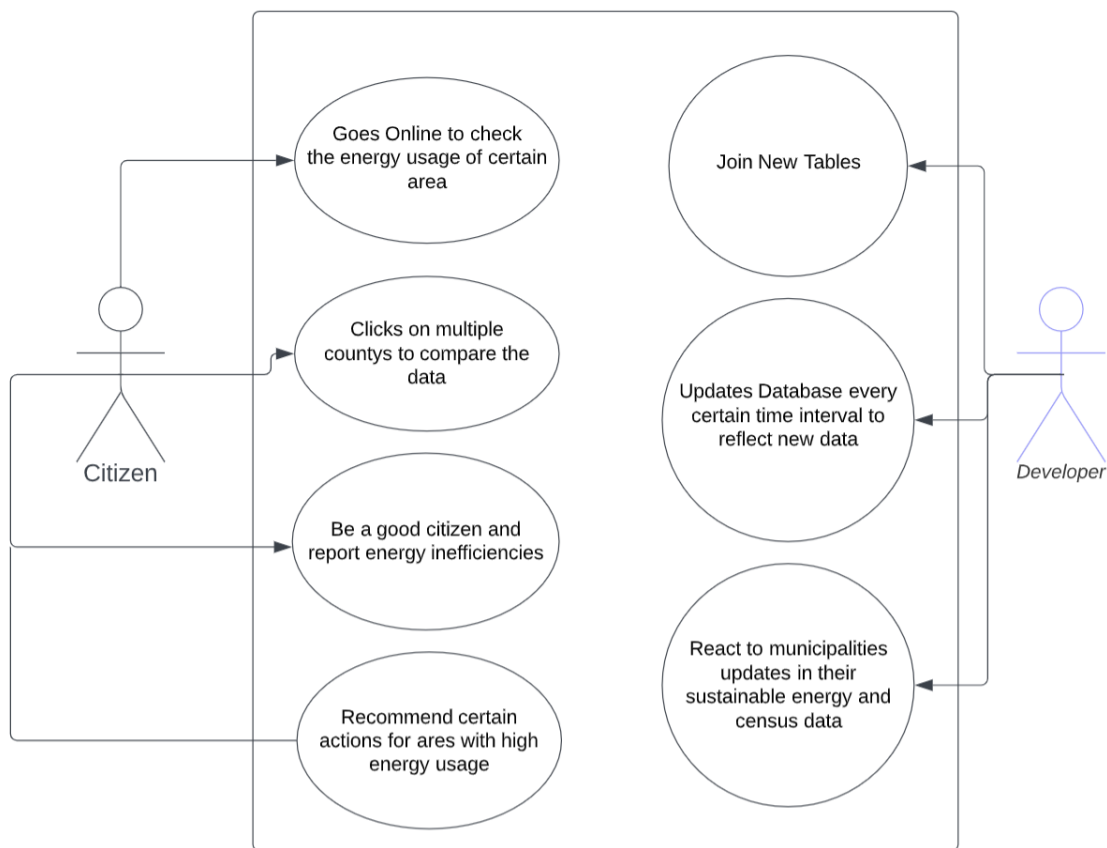 Goes Online to check
the energy usage of certain
area
Clicks on multiple
countys to compare the
data
Be a good citizen and
report energy inefficiencies
Recommend certain
actions for ares with high
energy usage
Citizen
Join New Tables
Updates Database every
certain time interval to
reflect new data
React to municipalities
updates in their
sustainable energy and
census data
Developer